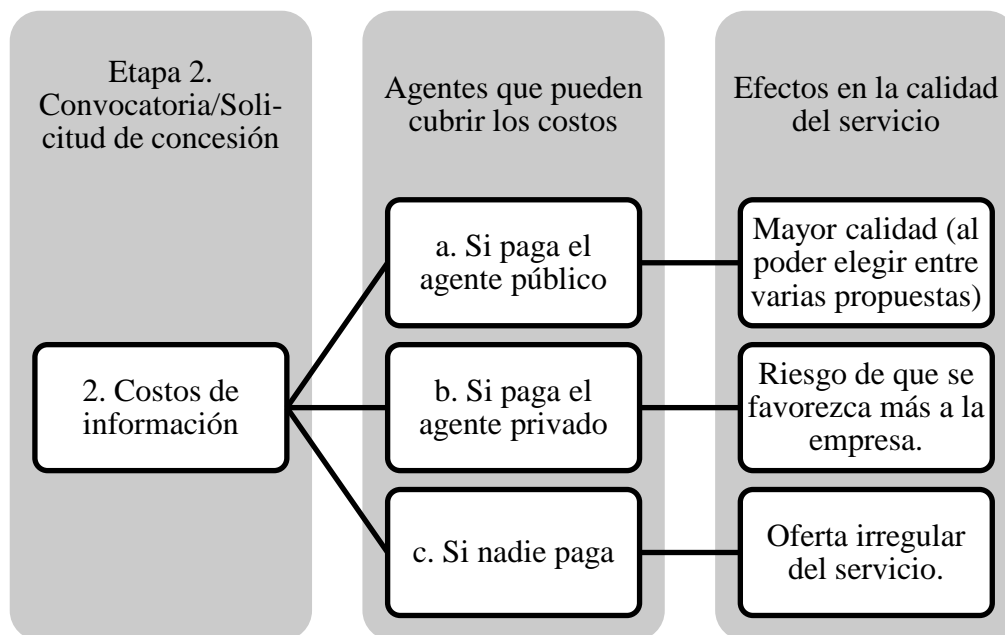 Etapa 2.
Convocatoria/Soli-
citud de concesión
Agentes que pueden
cubrir los costos
Efectos en la calidad
del servicio
2. Costos de
información
a. Si paga el
agente público
Mayor calidad (al
poder elegir entre
varias propuestas)
b. Si paga el
agente privado
Riesgo de que se
favorezca más a la
empresa.
c. Si nadie paga
Oferta irregular
del servicio.